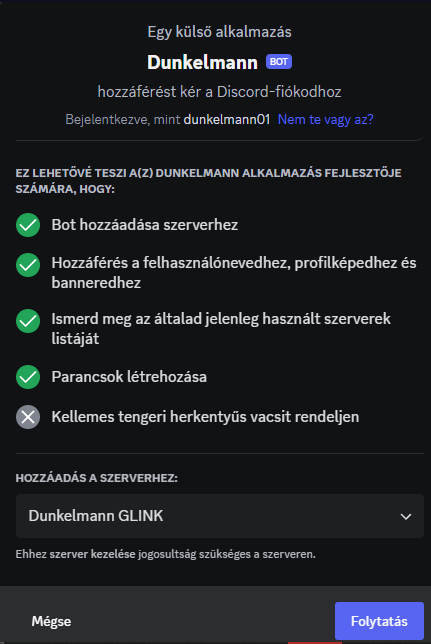 Egy külső alkalmazás
Dunkelmann BOT
hozzáférést kér a Discord-fiókodhoz
Bejelentkezve, mint dunkelmann01 Nem te vagy az?
EZ LEHETŐVÉ TESZI A(Z) DUNKELMANN ALKALMAZÁS FEJLESZTŐJE
SZÁMÁRA, HOGY:
Bot hozzáadása szerverhez
Hozzáférés a felhasználónevedhez, profilképedhez és
banneredhez
Ismerd meg az általad jelenleg használt szerverek
listáját
Parancsok létrehozása
Kellemes tengeri herkentyűs vacsit rendeljen
HOZZÁADÁS A SZERVERHEZ:
Dunkelmann GLINK
Ehhez szerver kezelése jogosultság szükséges a szerveren.
Mégse
Folytatás